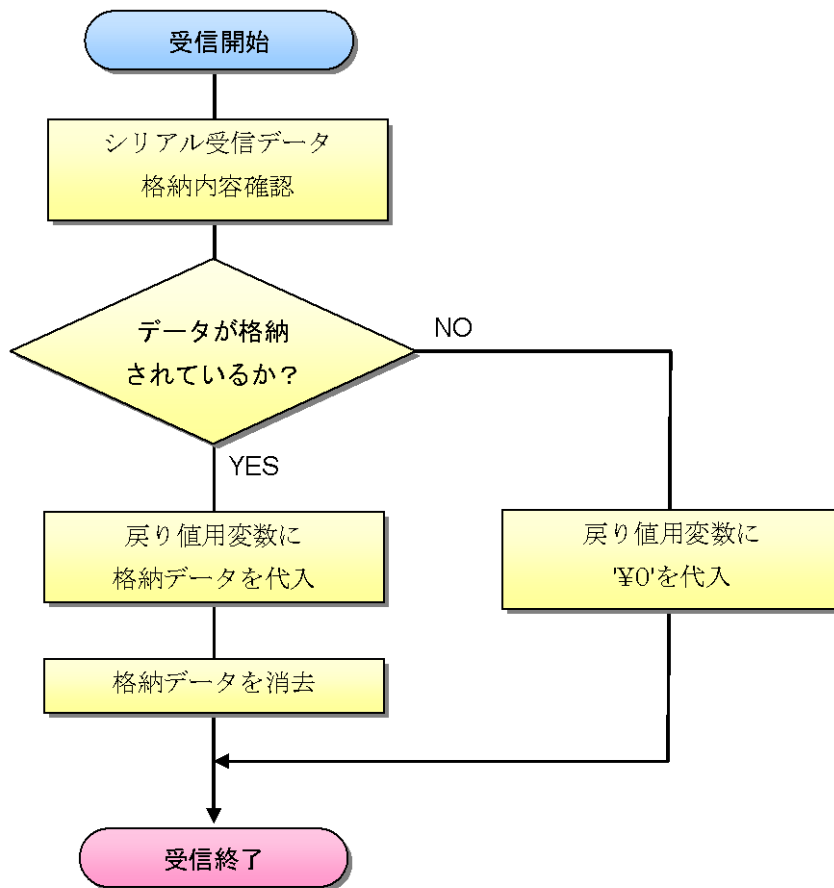 受信開始
シリアル受信データ
格納内容確認
データが格納
されているか？
NO
YES
戻り値用変数に
格納データを代入
戻り値用変数に
'¥0'を代入
格納データを消去
受信終了